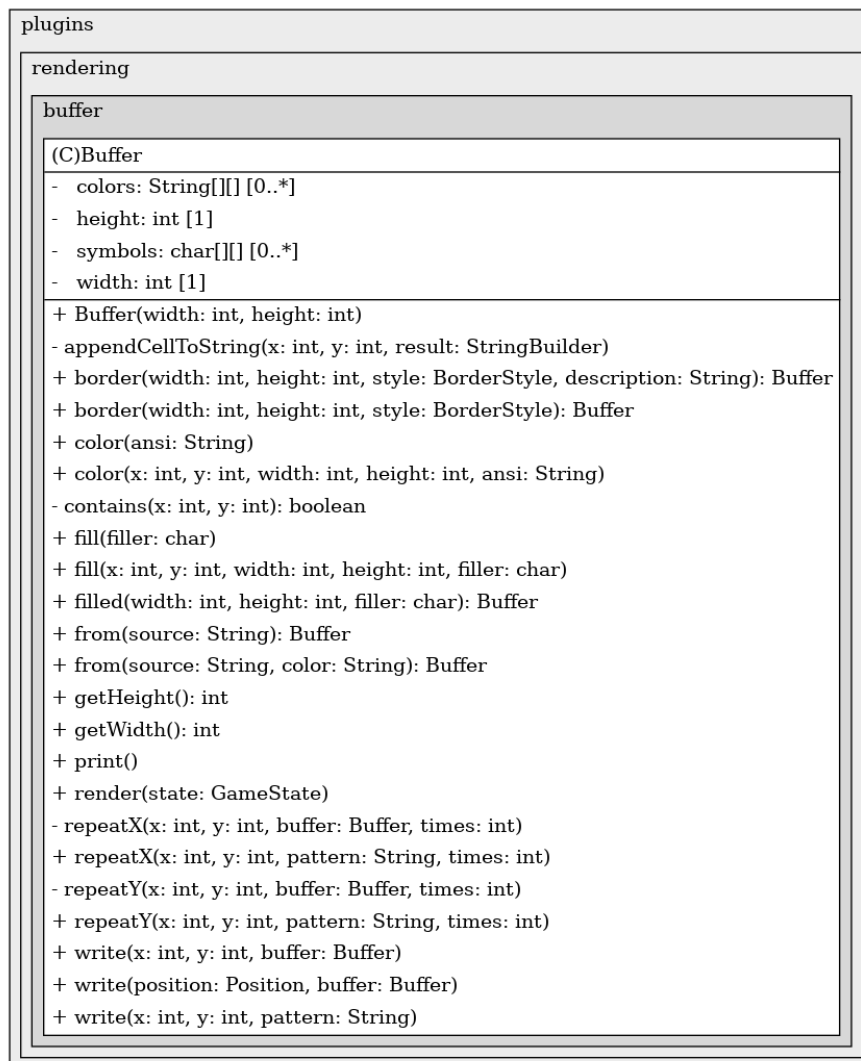 plugins
rendering
buffer
(C)Buffer
- colors: String[][] [0..*]
- height: int [1]
- symbols: char[][] [0..*]
- width: int [1]
+ Buffer(width: int, height: int)
- appendCellToString(x: int, y: int, result: StringBuilder)
+ border(width: int, height: int, style: BorderStyle, description: String): Buffer
+ border(width: int, height: int, style: BorderStyle): Buffer
+ color(ansi: String)
+ color(x: int, y: int, width: int, height: int, ansi: String)
- contains(x: int, y: int): boolean
+ fill(filler: char)
+ fill(x: int, y: int, width: int, height: int, filler: char)
+ filled(width: int, height: int, filler: char): Buffer
+ from(source: String): Buffer
+ from(source: String, color: String): Buffer
+ getHeight(): int
+ getWidth(): int
+ print()
+ render(state: GameState)
- repeatX(x: int, y: int, buffer: Buffer, times: int)
+ repeatX(x: int, y: int, pattern: String, times: int)
- repeatY(x: int, y: int, buffer: Buffer, times: int)
+ repeatY(x: int, y: int, pattern: String, times: int)
+ write(x: int, y: int, buffer: Buffer)
+ write(position: Position, buffer: Buffer)
+ write(x: int, y: int, pattern: String)